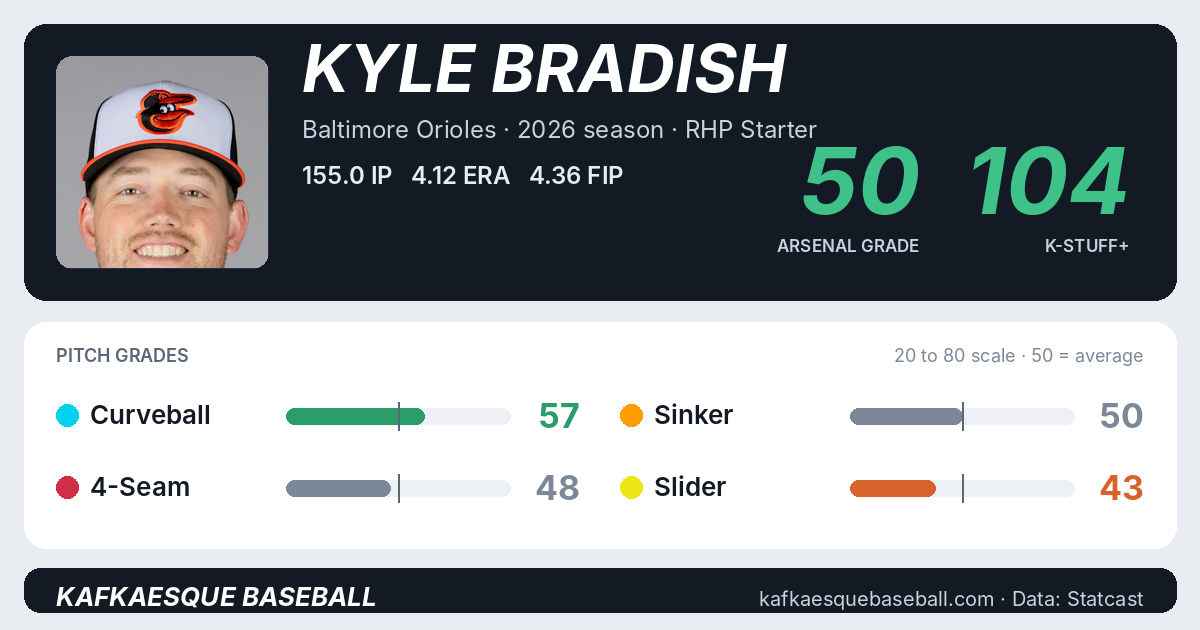 KYLE BRADISH
Baltimore Orioles · 2026 season · RHP Starter
155.0 IP 4.12 ERA 4.36 FIP
50 104
ARSENAL GRADE K-STUFF+
PITCH GRADES 20 to 80 scale · 50 = average
Curveball 57 Sinker 50
4-Seam 48 Slider 43
KAFKAESQUE BASEBALL kafkaesquebaseball.com · Data: Statcast